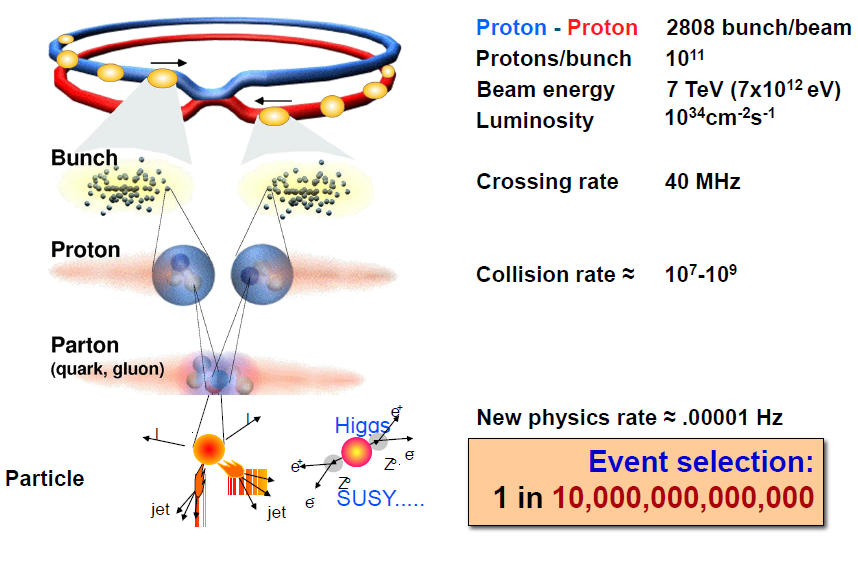 Proton - Proton 2808 bunch/beam
Protons/bunch 10¹¹
Beam energy 7 TeV (7x10¹² eV)
Luminosity 10³⁴cm⁻²s⁻¹
Bunch
Crossing rate 40 MHz
Proton
Collision rate ≈ 10⁷-10⁹
Parton
(quark, gluon)
New physics rate ≈ .00001 Hz
Event selection:
1 in 10,000,000,000,000
Particle
l
l
jet
jet
Higgs
e⁺
e⁻
Z⁰
e⁺
Z⁰
e⁻
SUSY.....